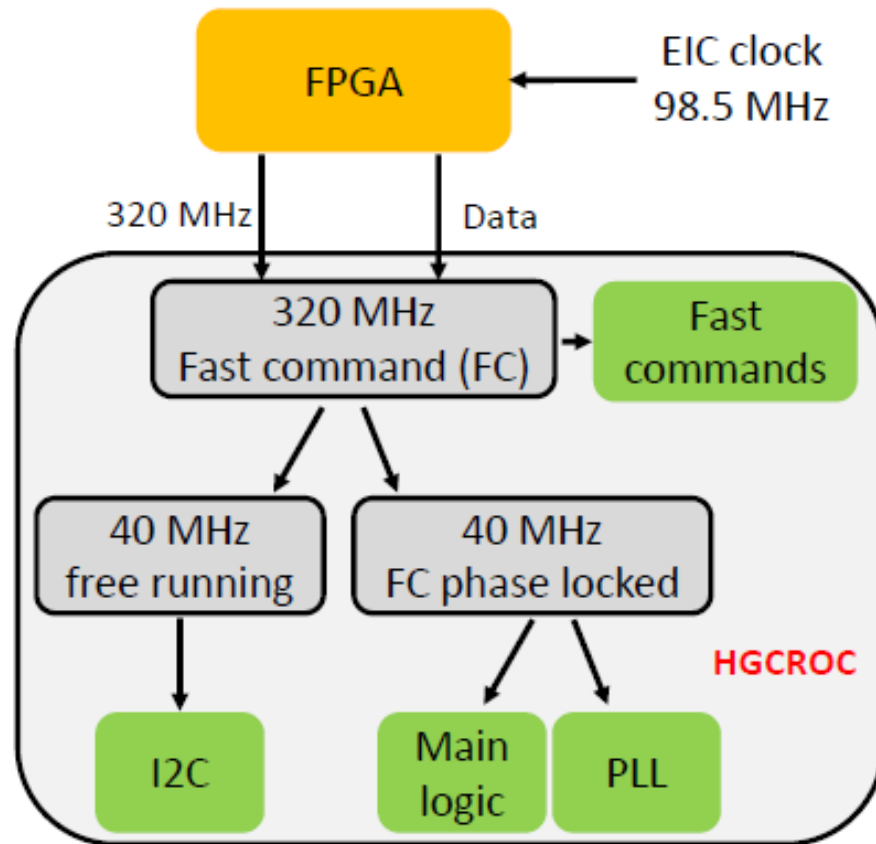 FPGA
EIC clock
98.5 MHz
320 MHz
Data
320 MHz
Fast command (FC)
Fast
commands
40 MHz
free running
40 MHz
FC phase locked
HGCROC
I2C
Main
logic
PLL